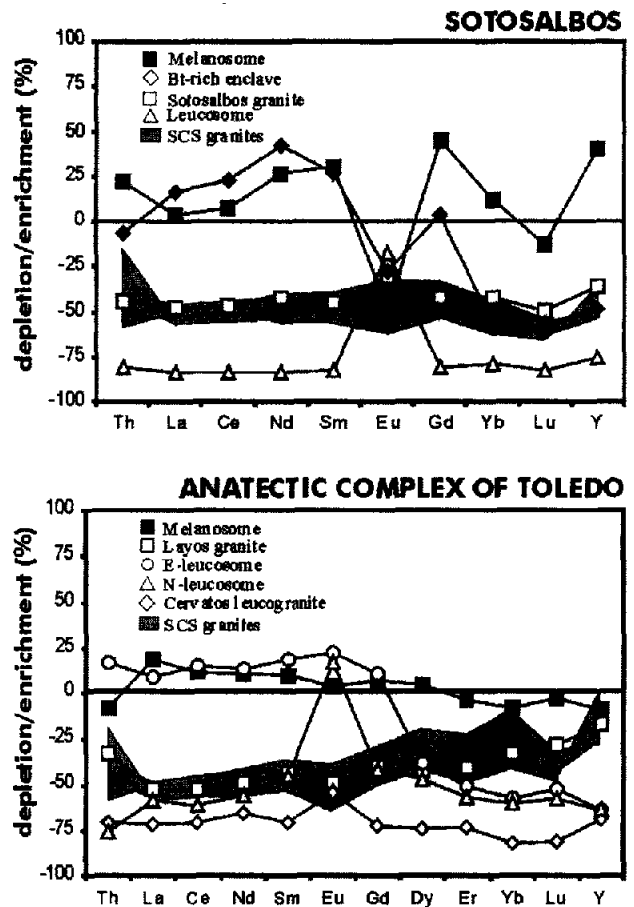 SOTOSALBOS
depletion/enrichment (%)
100
75
50
25
0
-25
-50
-75
-100
Melanosome
Bt-rich enclave
Sotosalbos granite
Leucosome
SCS granites
Th La Ce Nd Sm Eu Gd Yb Lu Y
ANATECTIC COMPLEX OF TOLEDO
depletion/enrichment (%)
100
75
50
25
0
-25
-50
-75
-100
Melanosome
Layos granite
E-leucosome
N-leucosome
Cervatos leucogranite
SCS granites
Th La Ce Nd Sm Eu Gd Dy Er Yb Lu Y